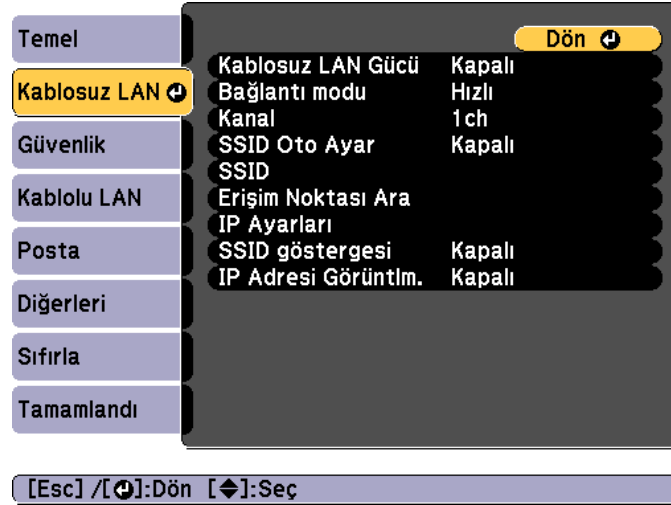 Temel
Kablosuz LAN
Güvenlik
Kablolu LAN
Posta
Diğerleri
Sıfırla
Tamamlandı
Dön
Kablosuz LAN Gücü Kapalı
Bağlantı modu Hızlı
Kanal 1ch
SSID Oto Ayar Kapalı
SSID
Erişim Noktası Ara
IP Ayarları
SSID göstergesi Kapalı
IP Adresi Görüntlm. Kapalı
[Esc] /[⏎]:Dön [◆]:Seç